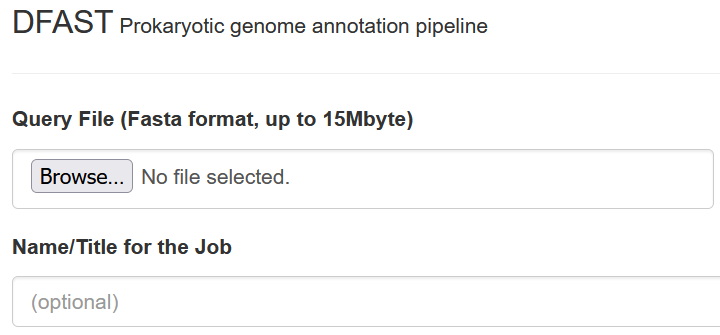 DFAST Prokaryotic genome annotation pipeline
Query File (Fasta format, up to 15Mbyte)
Browse... No file selected.
Name/Title for the Job
(optional)